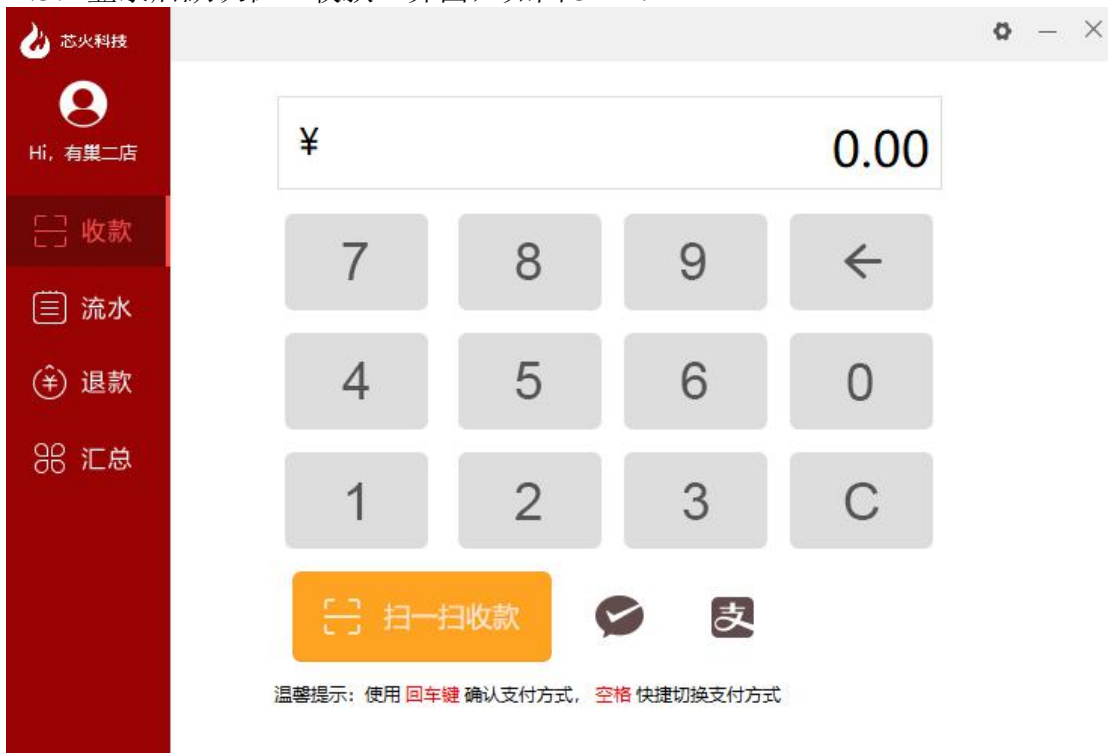 芯火科技
Hi，有巢二店
¥ 0.00
收款
流水
退款
汇总
7 8 9 ←
4 5 6 0
1 2 3 C
扫一扫收款 支
温馨提示：使用 回车键 确认支付方式，空格 快捷切换支付方式